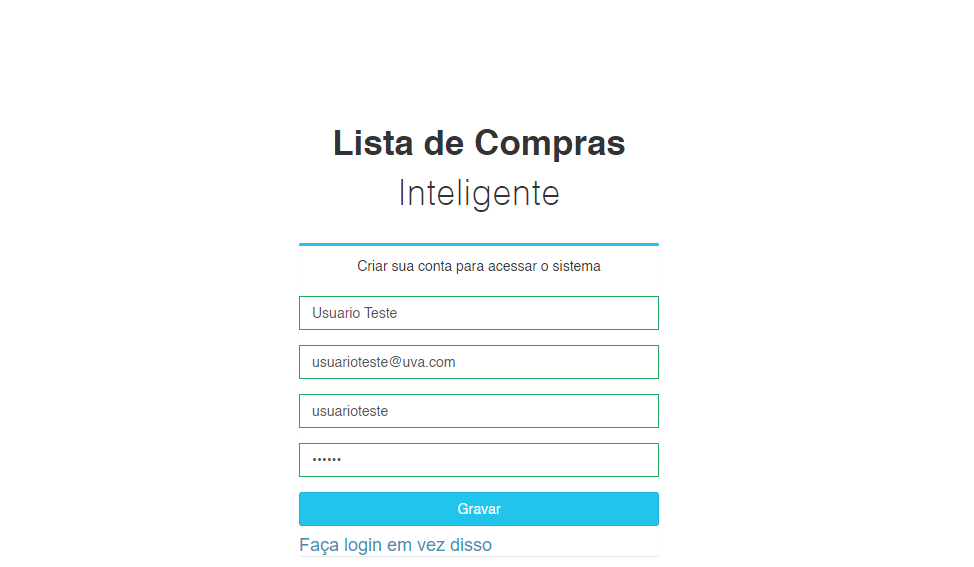 Lista de Compras
Inteligente
Criar sua conta para acessar o sistema
Usuario Teste
usuarioteste@uva.com
usuarioteste
••••••
Gravar
Faça login em vez disso